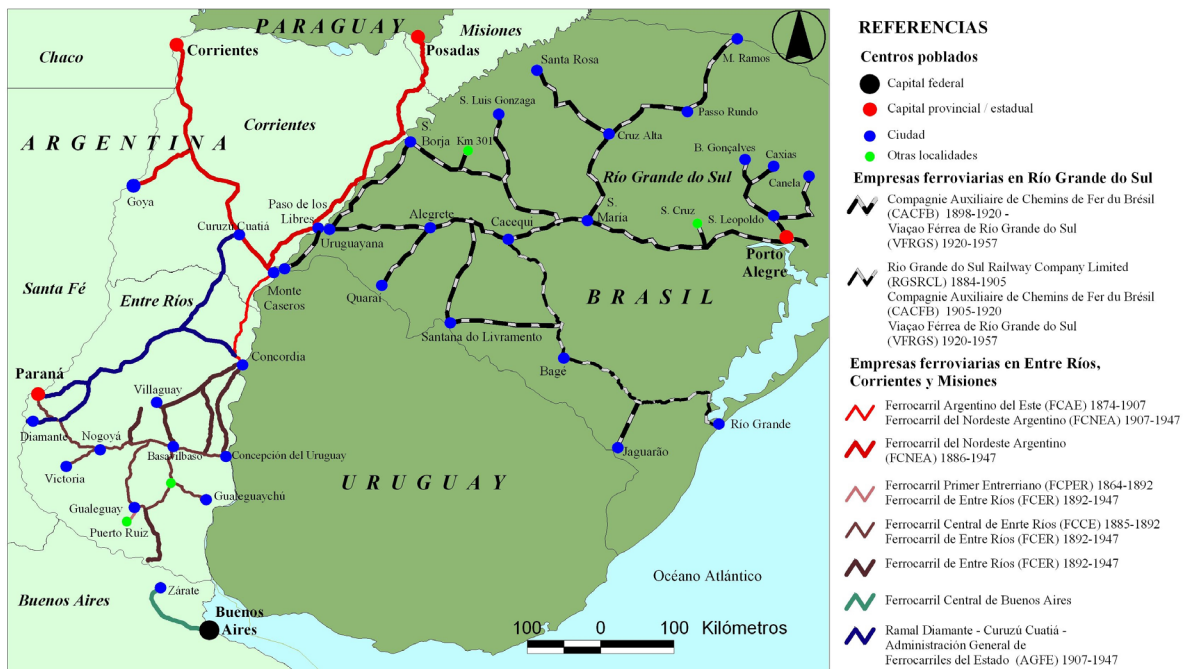 PARAGUAY
Misiones
Corrientes
Posadas
Chaco
Santa Rosa
M. Ramos
S. Luis Gonzaga
Passo Rundo
ARGENTINA
Corrientes
S.
Borja
Km 301
Cruz Alta
B. Gonçalves
Caxias
Canela
Río Grande do Sul
Goya
Paso de los
Libres
Alegrete
Cacequi
S.
Maria
S. Cruz
S. Leopoldo
Curuzú Cuatiá
Uruguayana
Porto
Alegre
Santa Fé
Entre Ríos
Monte
Caseros
Quarai
BRASIL
Santana do Livramento
Concordia
Bagé
Paraná
Villaguay
Diamante
Nogoyá
Basavilbaso
Concepción del Uruguay
Río Grande
Jaguarão
Victoria
URUGUAY
Gualeguay
Gualeguaychú
Puerto Ruiz
Océano Atlántico
Buenos Aires
Zárate
Buenos
Aires
100 0 100 Kilómetros
REFERENCIAS
Centros poblados
Capital federal
Capital provincial / estadual
Ciudad
Otras localidades
Empresas ferroviarias en Río Grande do Sul
Compagnie Auxiliaire de Chemins de Fer du Brésil
(CACFB) 1898-1920 -
Viaçao Férrea de Río Grande do Sul
(VFRGS) 1920-1957
Rio Grande do Sul Railway Company Limited
(RGSRCL) 1884-1905
Compagnie Auxiliaire de Chemins de Fer du Brésil
(CACFB) 1905-1920
Viaçao Férrea de Río Grande do Sul
(VFRGS) 1920-1957
Empresas ferroviarias en Entre Ríos,
Corrientes y Misiones
Ferrocarril Argentino del Este (FCAE) 1874-1907
Ferrocarril del Nordeste Argentino (FCNEA) 1907-1947
Ferrocarril del Nordeste Argentino
(FCNEA) 1886-1947
Ferrocarril Primer Entrerriano (FCPER) 1864-1892
Ferrocarril de Entre Ríos (FCER) 1892-1947
Ferrocarril Central de Enrte Ríos (FCCE) 1885-1892
Ferrocarril de Entre Ríos (FCER) 1892-1947
Ferrocarril de Entre Ríos (FCER) 1892-1947
Ferrocarril Central de Buenos Aires
Ramal Diamante - Curuzú Cuatiá -
Administración General de
Ferrocarriles del Estado (AGFE) 1907-1947